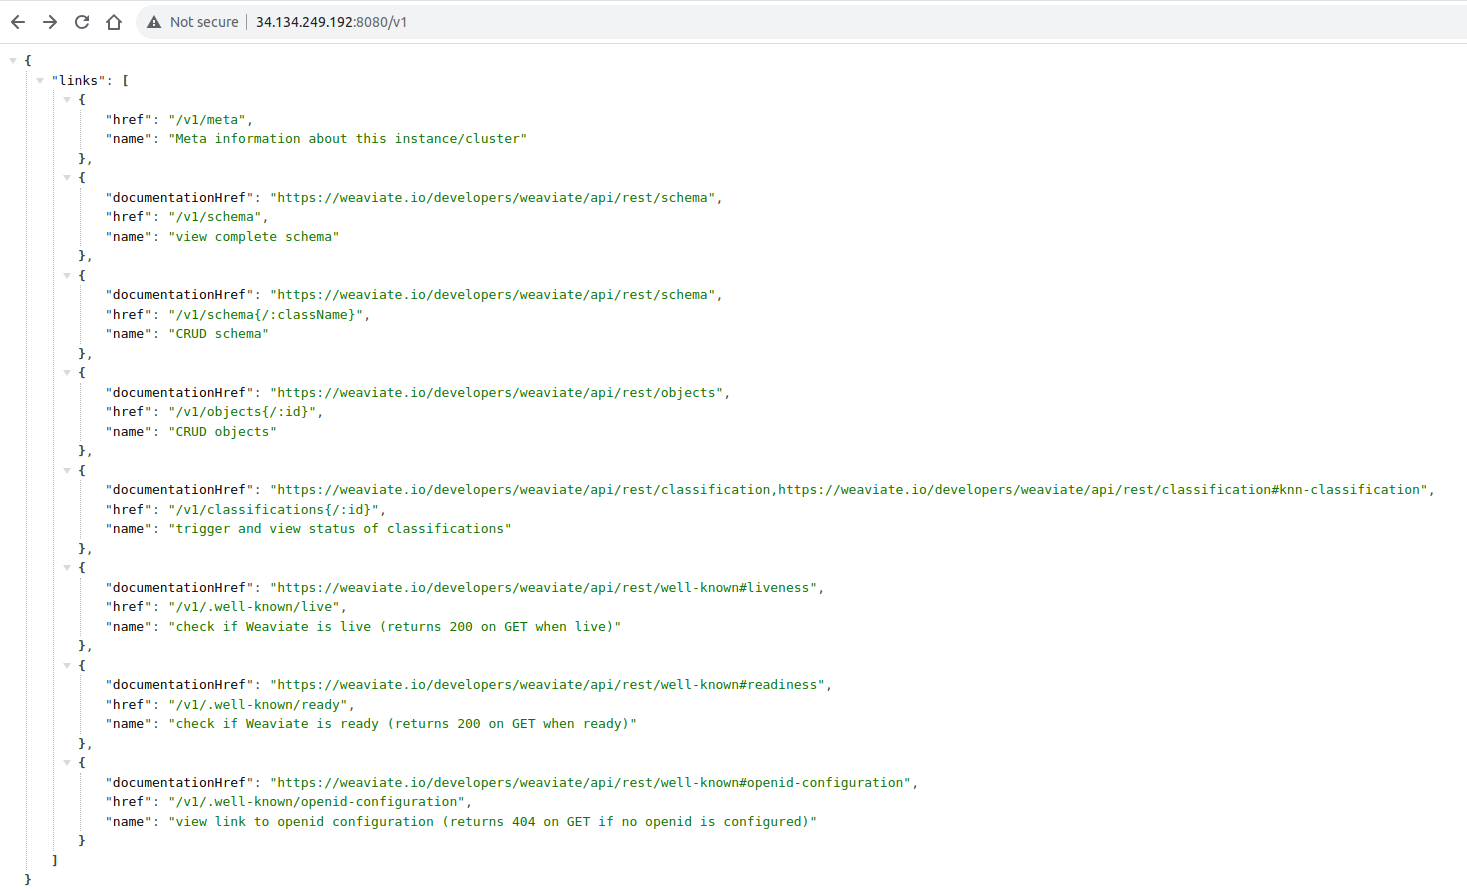 Not secure 34.134.249.192:8080/v1
{
"links": [
{
"href": "/v1/meta",
"name": "Meta information about this instance/cluster"
},
{
"documentationHref": "https://weaviate.io/developers/weaviate/api/rest/schema",
"href": "/v1/schema",
"name": "view complete schema"
},
{
"documentationHref": "https://weaviate.io/developers/weaviate/api/rest/schema",
"href": "/v1/schema{/:className}",
"name": "CRUD schema"
},
{
"documentationHref": "https://weaviate.io/developers/weaviate/api/rest/objects",
"href": "/v1/objects{/:id}",
"name": "CRUD objects"
},
{
"documentationHref": "https://weaviate.io/developers/weaviate/api/rest/classification,https://weaviate.io/developers/weaviate/api/rest/classification#knn-classification",
"href": "/v1/classifications{/:id}",
"name": "trigger and view status of classifications"
},
{
"documentationHref": "https://weaviate.io/developers/weaviate/api/rest/well-known#liveness",
"href": "/v1/.well-known/live",
"name": "check if Weaviate is live (returns 200 on GET when live)"
},
{
"documentationHref": "https://weaviate.io/developers/weaviate/api/rest/well-known#readiness",
"href": "/v1/.well-known/ready",
"name": "check if Weaviate is ready (returns 200 on GET when ready)"
},
{
"documentationHref": "https://weaviate.io/developers/weaviate/api/rest/well-known#openid-configuration",
"href": "/v1/.well-known/openid-configuration",
"name": "view link to openid configuration (returns 404 on GET if no openid is configured)"
}
]
}